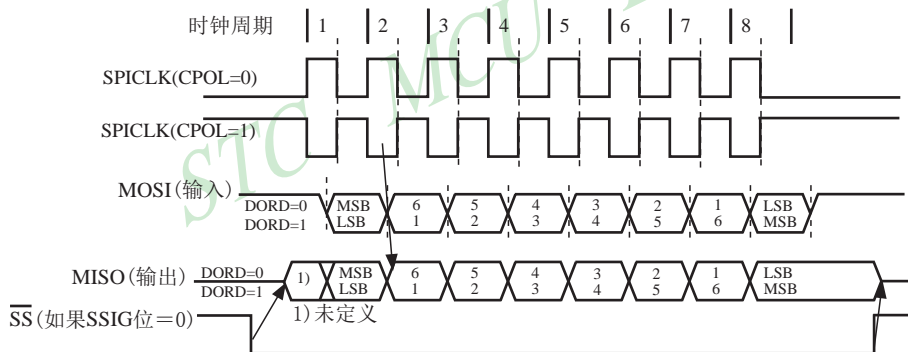 时钟周期 1 2 3 4 5 6 7 8
SPICLK(CPOL=0)
SPICLK(CPOL=1)
MOSI(输入)
DORD=0 MSB 6 5 4 3 2 1 LSB
DORD=1 LSB 1 2 3 4 5 6 MSB
MISO(输出)
DORD=0 1) MSB 6 5 4 3 2 1 LSB
DORD=1 LSB 1 2 3 4 5 6 MSB
1)未定义
SS(如果SSIG位=0)
STC MCU